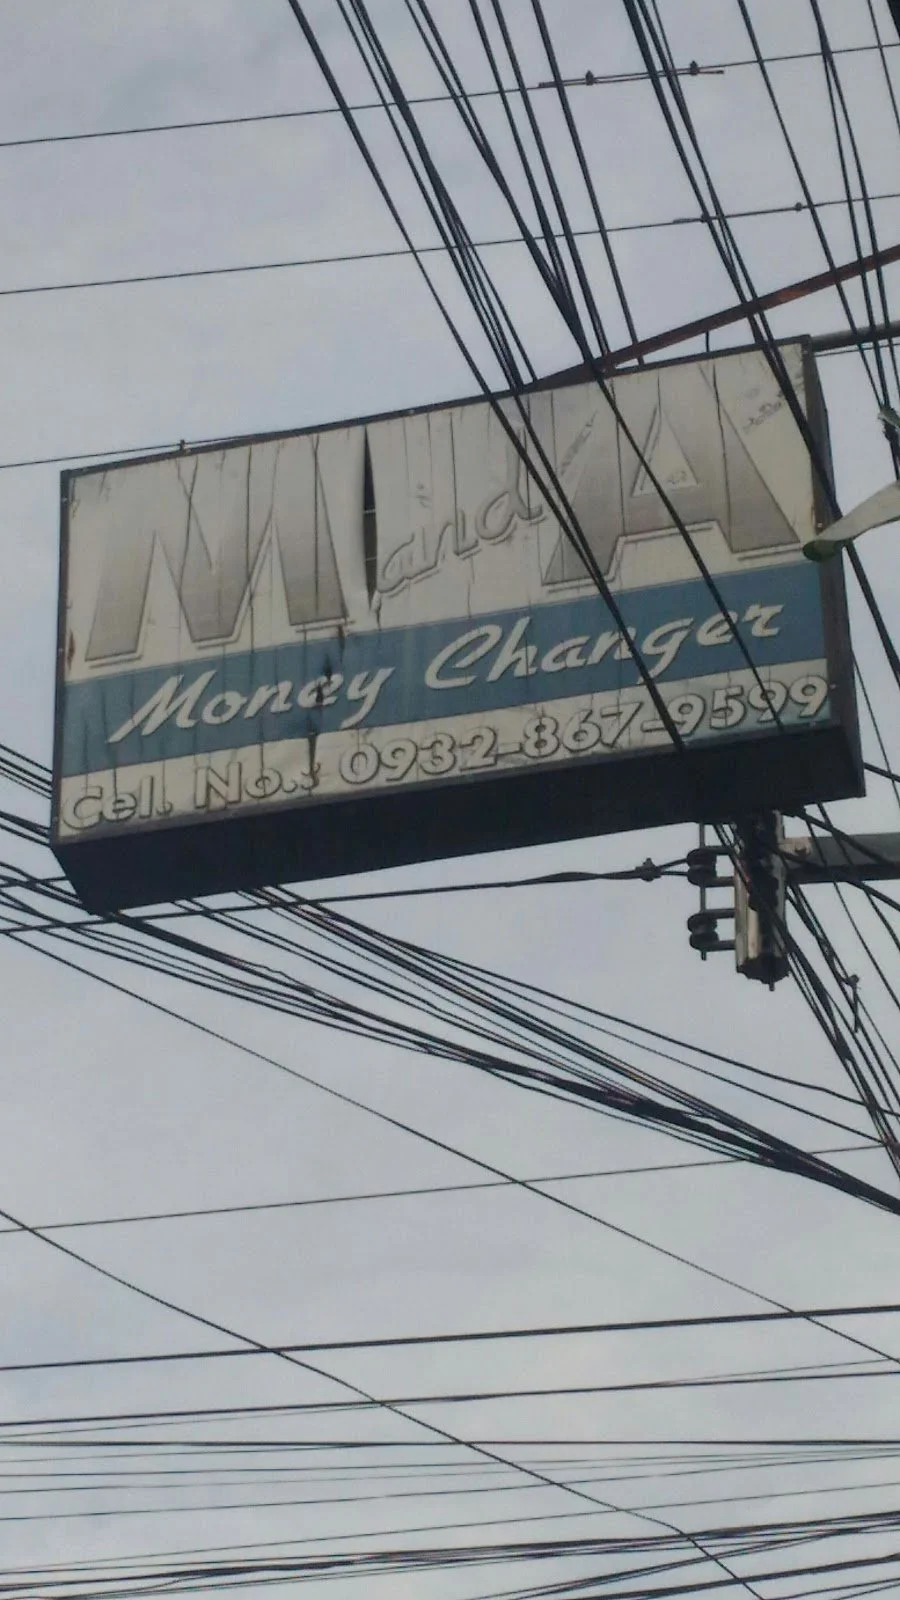 M and A
Money Changer
Cel. No.: 0932-867-9599